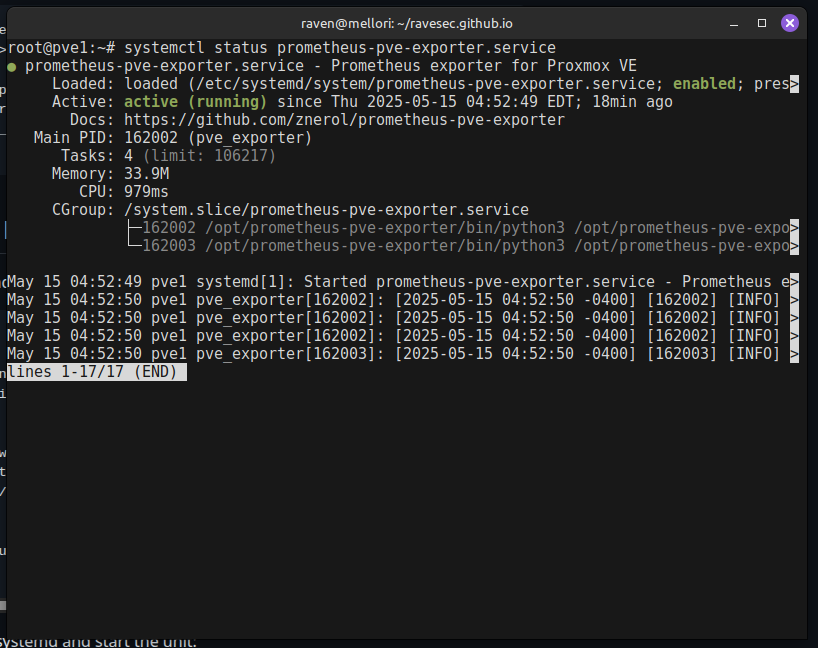 raven@mellori: ~/ravesec.github.io
root@pve1:~# systemctl status prometheus-pve-exporter.service
● prometheus-pve-exporter.service - Prometheus exporter for Proxmox VE
     Loaded: loaded (/etc/systemd/system/prometheus-pve-exporter.service; enabled; pres>
     Active: active (running) since Thu 2025-05-15 04:52:49 EDT; 18min ago
       Docs: https://github.com/znerol/prometheus-pve-exporter
   Main PID: 162002 (pve_exporter)
      Tasks: 4 (limit: 106217)
     Memory: 33.9M
        CPU: 979ms
     CGroup: /system.slice/prometheus-pve-exporter.service
             ├─162002 /opt/prometheus-pve-exporter/bin/python3 /opt/prometheus-pve-expo>
             └─162003 /opt/prometheus-pve-exporter/bin/python3 /opt/prometheus-pve-expo>
May 15 04:52:49 pve1 systemd[1]: Started prometheus-pve-exporter.service - Prometheus e>
May 15 04:52:50 pve1 pve_exporter[162002]: [2025-05-15 04:52:50 -0400] [162002] [INFO] >
May 15 04:52:50 pve1 pve_exporter[162002]: [2025-05-15 04:52:50 -0400] [162002] [INFO] >
May 15 04:52:50 pve1 pve_exporter[162002]: [2025-05-15 04:52:50 -0400] [162002] [INFO] >
May 15 04:52:50 pve1 pve_exporter[162003]: [2025-05-15 04:52:50 -0400] [162003] [INFO] >
lines 1-17/17 (END)
systemd and start the unit: